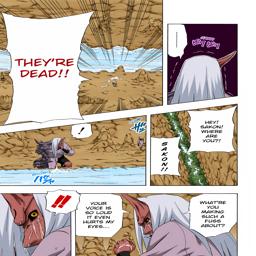 HEY!
SAKON!
WHERE
ARE
YOU?!
SAKON!!
THEY'RE
DEAD!!
!
WHAT'RE
YOU
MAKING
SUCH A
FUSS
ABOUT?
YOUR
VOICE IS
SO LOUD
IT EVEN
HURTS MY
EYES...
!!